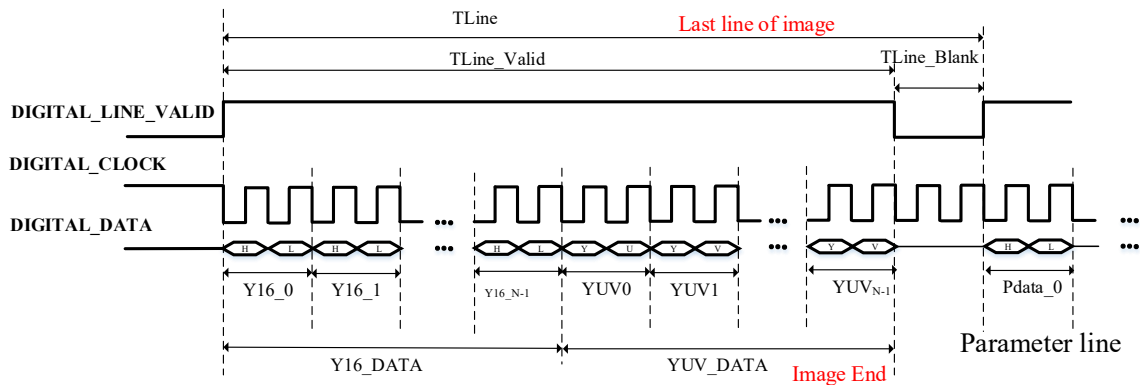 TLine
Last line of image
TLine_Valid
TLine_Blank
DIGITAL_LINE_VALID
DIGITAL_CLOCK
DIGITAL_DATA
H L H L ••• H L Y U Y V ••• Y V H L •••
Y16_0 Y16_1 Y16_N-1 YUV0 YUV1 YUVN-1 Pdata_0
Y16_DATA YUV_DATA
Parameter line
Image End